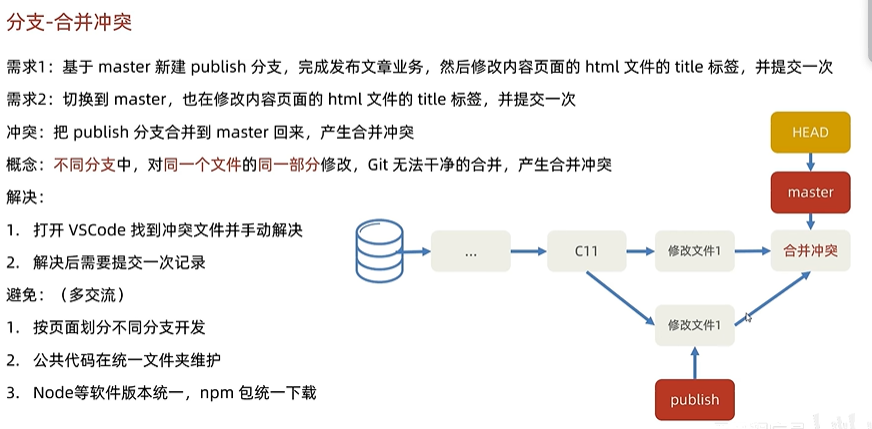 分支-合并冲突
需求1：基于 master 新建 publish 分支，完成发布文章业务，然后修改内容页面的 html 文件的 title 标签，并提交一次
需求2：切换到 master，也在修改内容页面的 html 文件的 title 标签，并提交一次
冲突：把 publish 分支合并到 master 回来，产生合并冲突
概念：不同分支中，对同一个文件的同一部分修改，Git 无法干净的合并，产生合并冲突
解决：
1. 打开 VSCode 找到冲突文件并手动解决
2. 解决后需要提交一次记录
避免：（多交流）
1. 按页面划分不同分支开发
2. 公共代码在统一文件夹维护
3. Node等软件版本统一，npm 包统一下载
HEAD
master
...
C11
修改文件1
合并冲突
修改文件1
publish